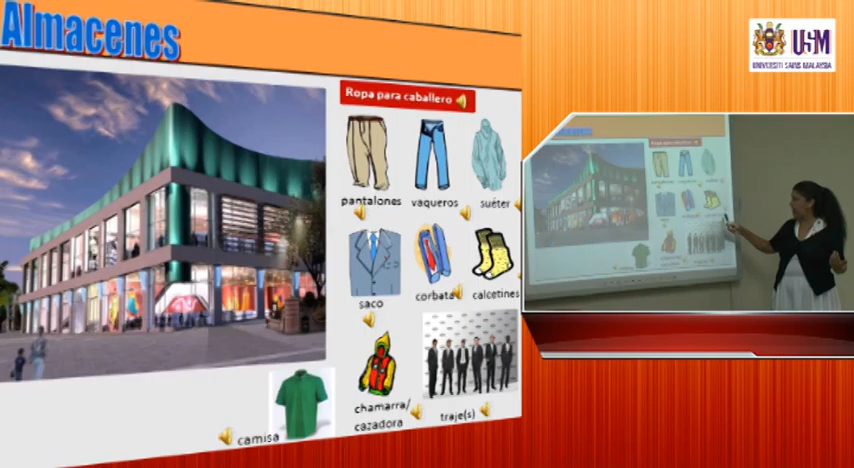 Almacenes
Ropa para caballero
pantalones
vaqueros
suéter
saco
corbata
calcetines
chamarra/
cazadora
traje(s)
camisa
USM
UNIVERSITI SAINS MALAYSIA